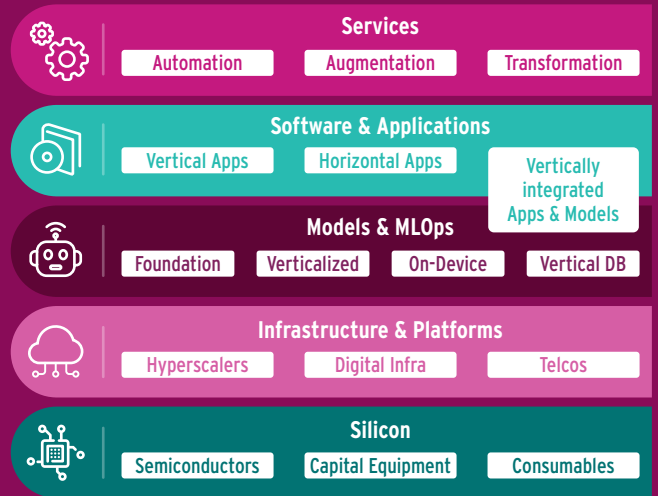 Services
Automation
Augmentation
Transformation
Software & Applications
Vertical Apps
Horizontal Apps
Vertically
integrated
Apps & Models
Models & MLOps
Foundation
Verticalized
On-Device
Vertical DB
Infrastructure & Platforms
Hyperscalers
Digital Infra
Telcos
Silicon
Semiconductors
Capital Equipment
Consumables